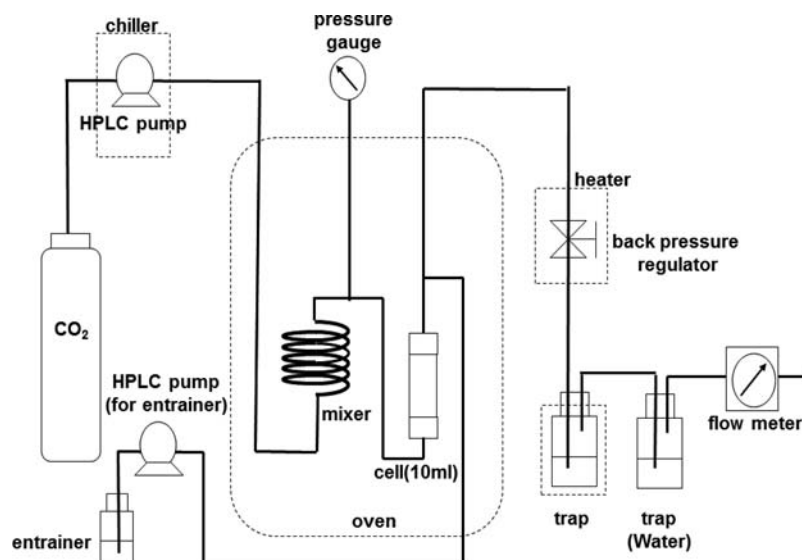 chiller
pressure
gauge
HPLC pump
heater
back pressure
regulator
CO₂
HPLC pump
(for entrainer)
mixer
cell(10ml)
flow meter
oven
trap
trap
(Water)
entrainer